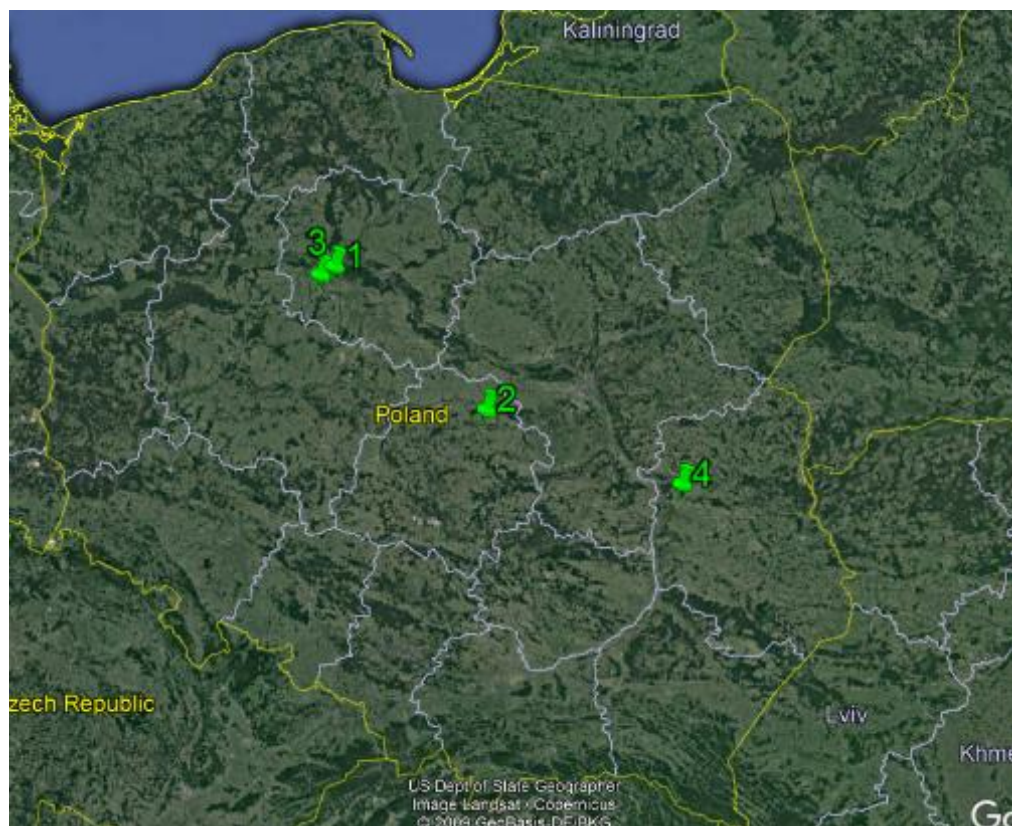 Kaliningrad
3
1
Poland
2
4
zech Republic
Lviv
Khme
US Dept of State Geographer
Image Landsat / Copernicus
© 2009 GeoBasis-DE/BKG
Go